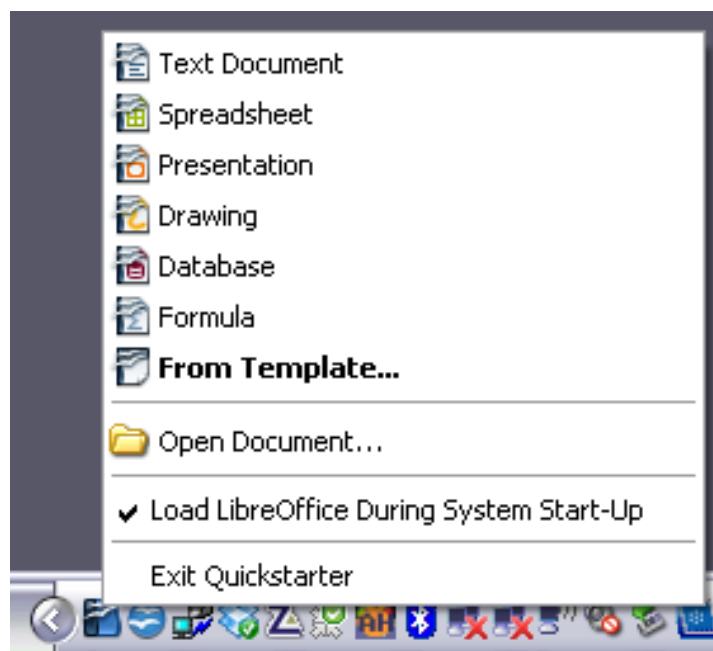 Text Document
Spreadsheet
Presentation
Drawing
Database
Formula
From Template...
Open Document...
Load LibreOffice During System Start-Up
Exit Quickstarter
AH